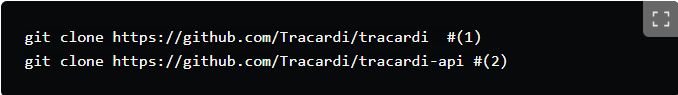 git clone https://github.com/Tracardi/tracardi  #(1)
git clone https://github.com/Tracardi/tracardi-api #(2)